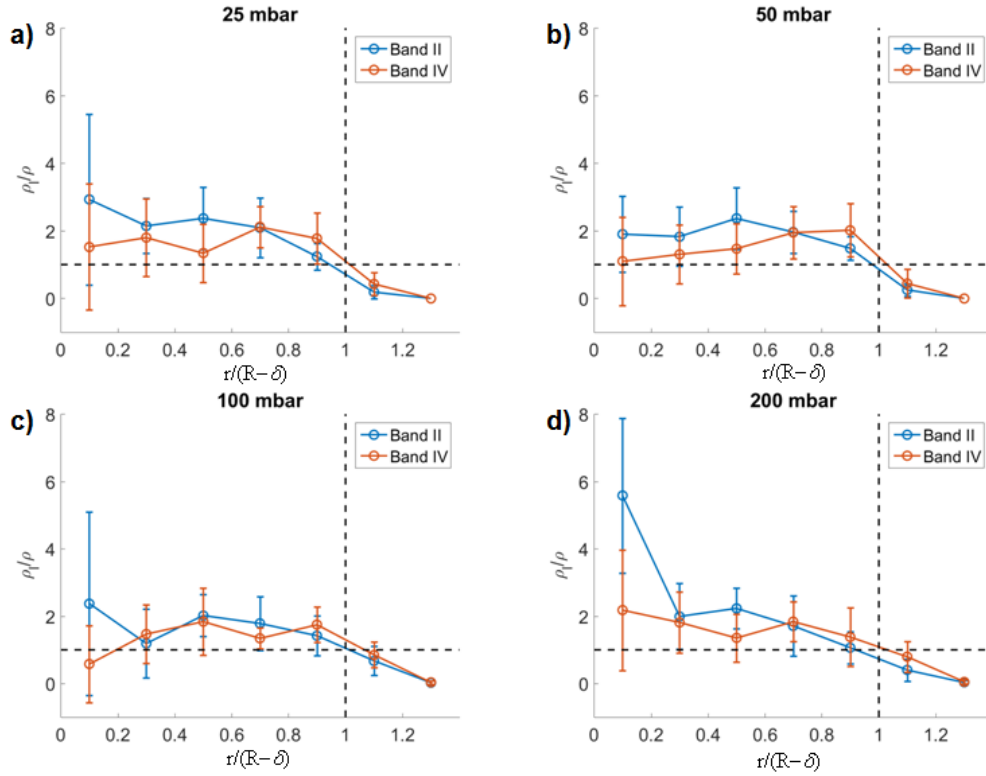 25 mbar
a)
8
6
4
2
0
ρI/ρ
Band II
Band IV
0 0.2 0.4 0.6 0.8 1 1.2
r/(R−δ)
50 mbar
b)
8
6
4
2
0
ρI/ρ
Band II
Band IV
0 0.2 0.4 0.6 0.8 1 1.2
r/(R−δ)
100 mbar
c)
8
6
4
2
0
ρI/ρ
Band II
Band IV
0 0.2 0.4 0.6 0.8 1 1.2
r/(R−δ)
200 mbar
d)
8
6
4
2
0
ρI/ρ
Band II
Band IV
0 0.2 0.4 0.6 0.8 1 1.2
r/(R−δ)